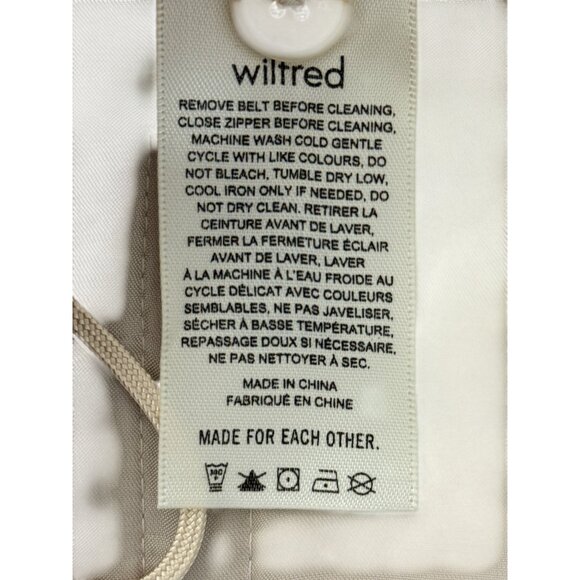 wilfred
REMOVE BELT BEFORE CLEANING,
CLOSE ZIPPER BEFORE CLEANING,
MACHINE WASH COLD GENTLE
CYCLE WITH LIKE COLOURS, DO
NOT BLEACH, TUMBLE DRY LOW,
COOL IRON ONLY IF NEEDED, DO
NOT DRY CLEAN. RETIRER LA
CEINTURE AVANT DE LAVER,
FERMER LA FERMETURE ÉCLAIR
AVANT DE LAVER, LAVER
À LA MACHINE À L'EAU FROIDE AU
CYCLE DÉLICAT AVEC COULEURS
SEMBLABLES, NE PAS JAVELISER,
SÉCHER À BASSE TEMPÉRATURE,
REPASSAGE DOUX SI NÉCESSAIRE,
NE PAS NETTOYER À SEC.
MADE IN CHINA
FABRIQUÉ EN CHINE
MADE FOR EACH OTHER.